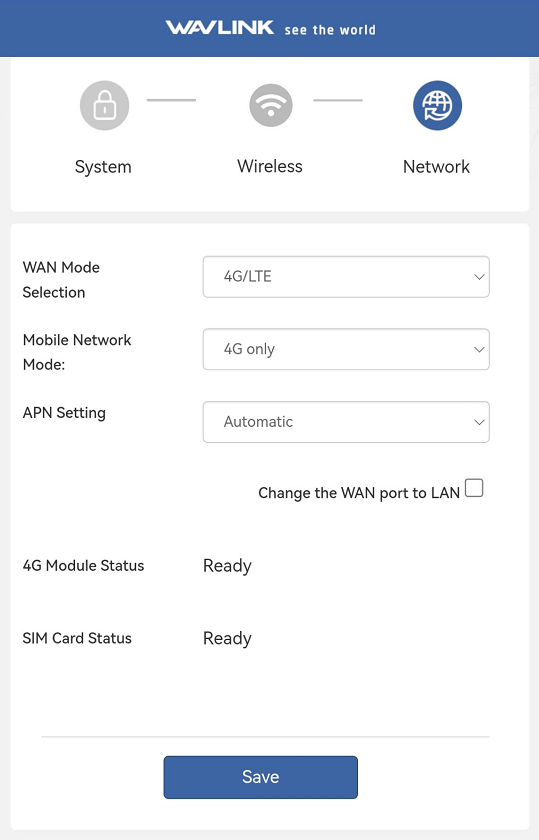 WAVLINK see the world
System Wireless Network
WAN Mode
Selection
4G/LTE
Mobile Network
Mode:
4G only
APN Setting
Automatic
Change the WAN port to LAN
4G Module Status
Ready
SIM Card Status
Ready
Save